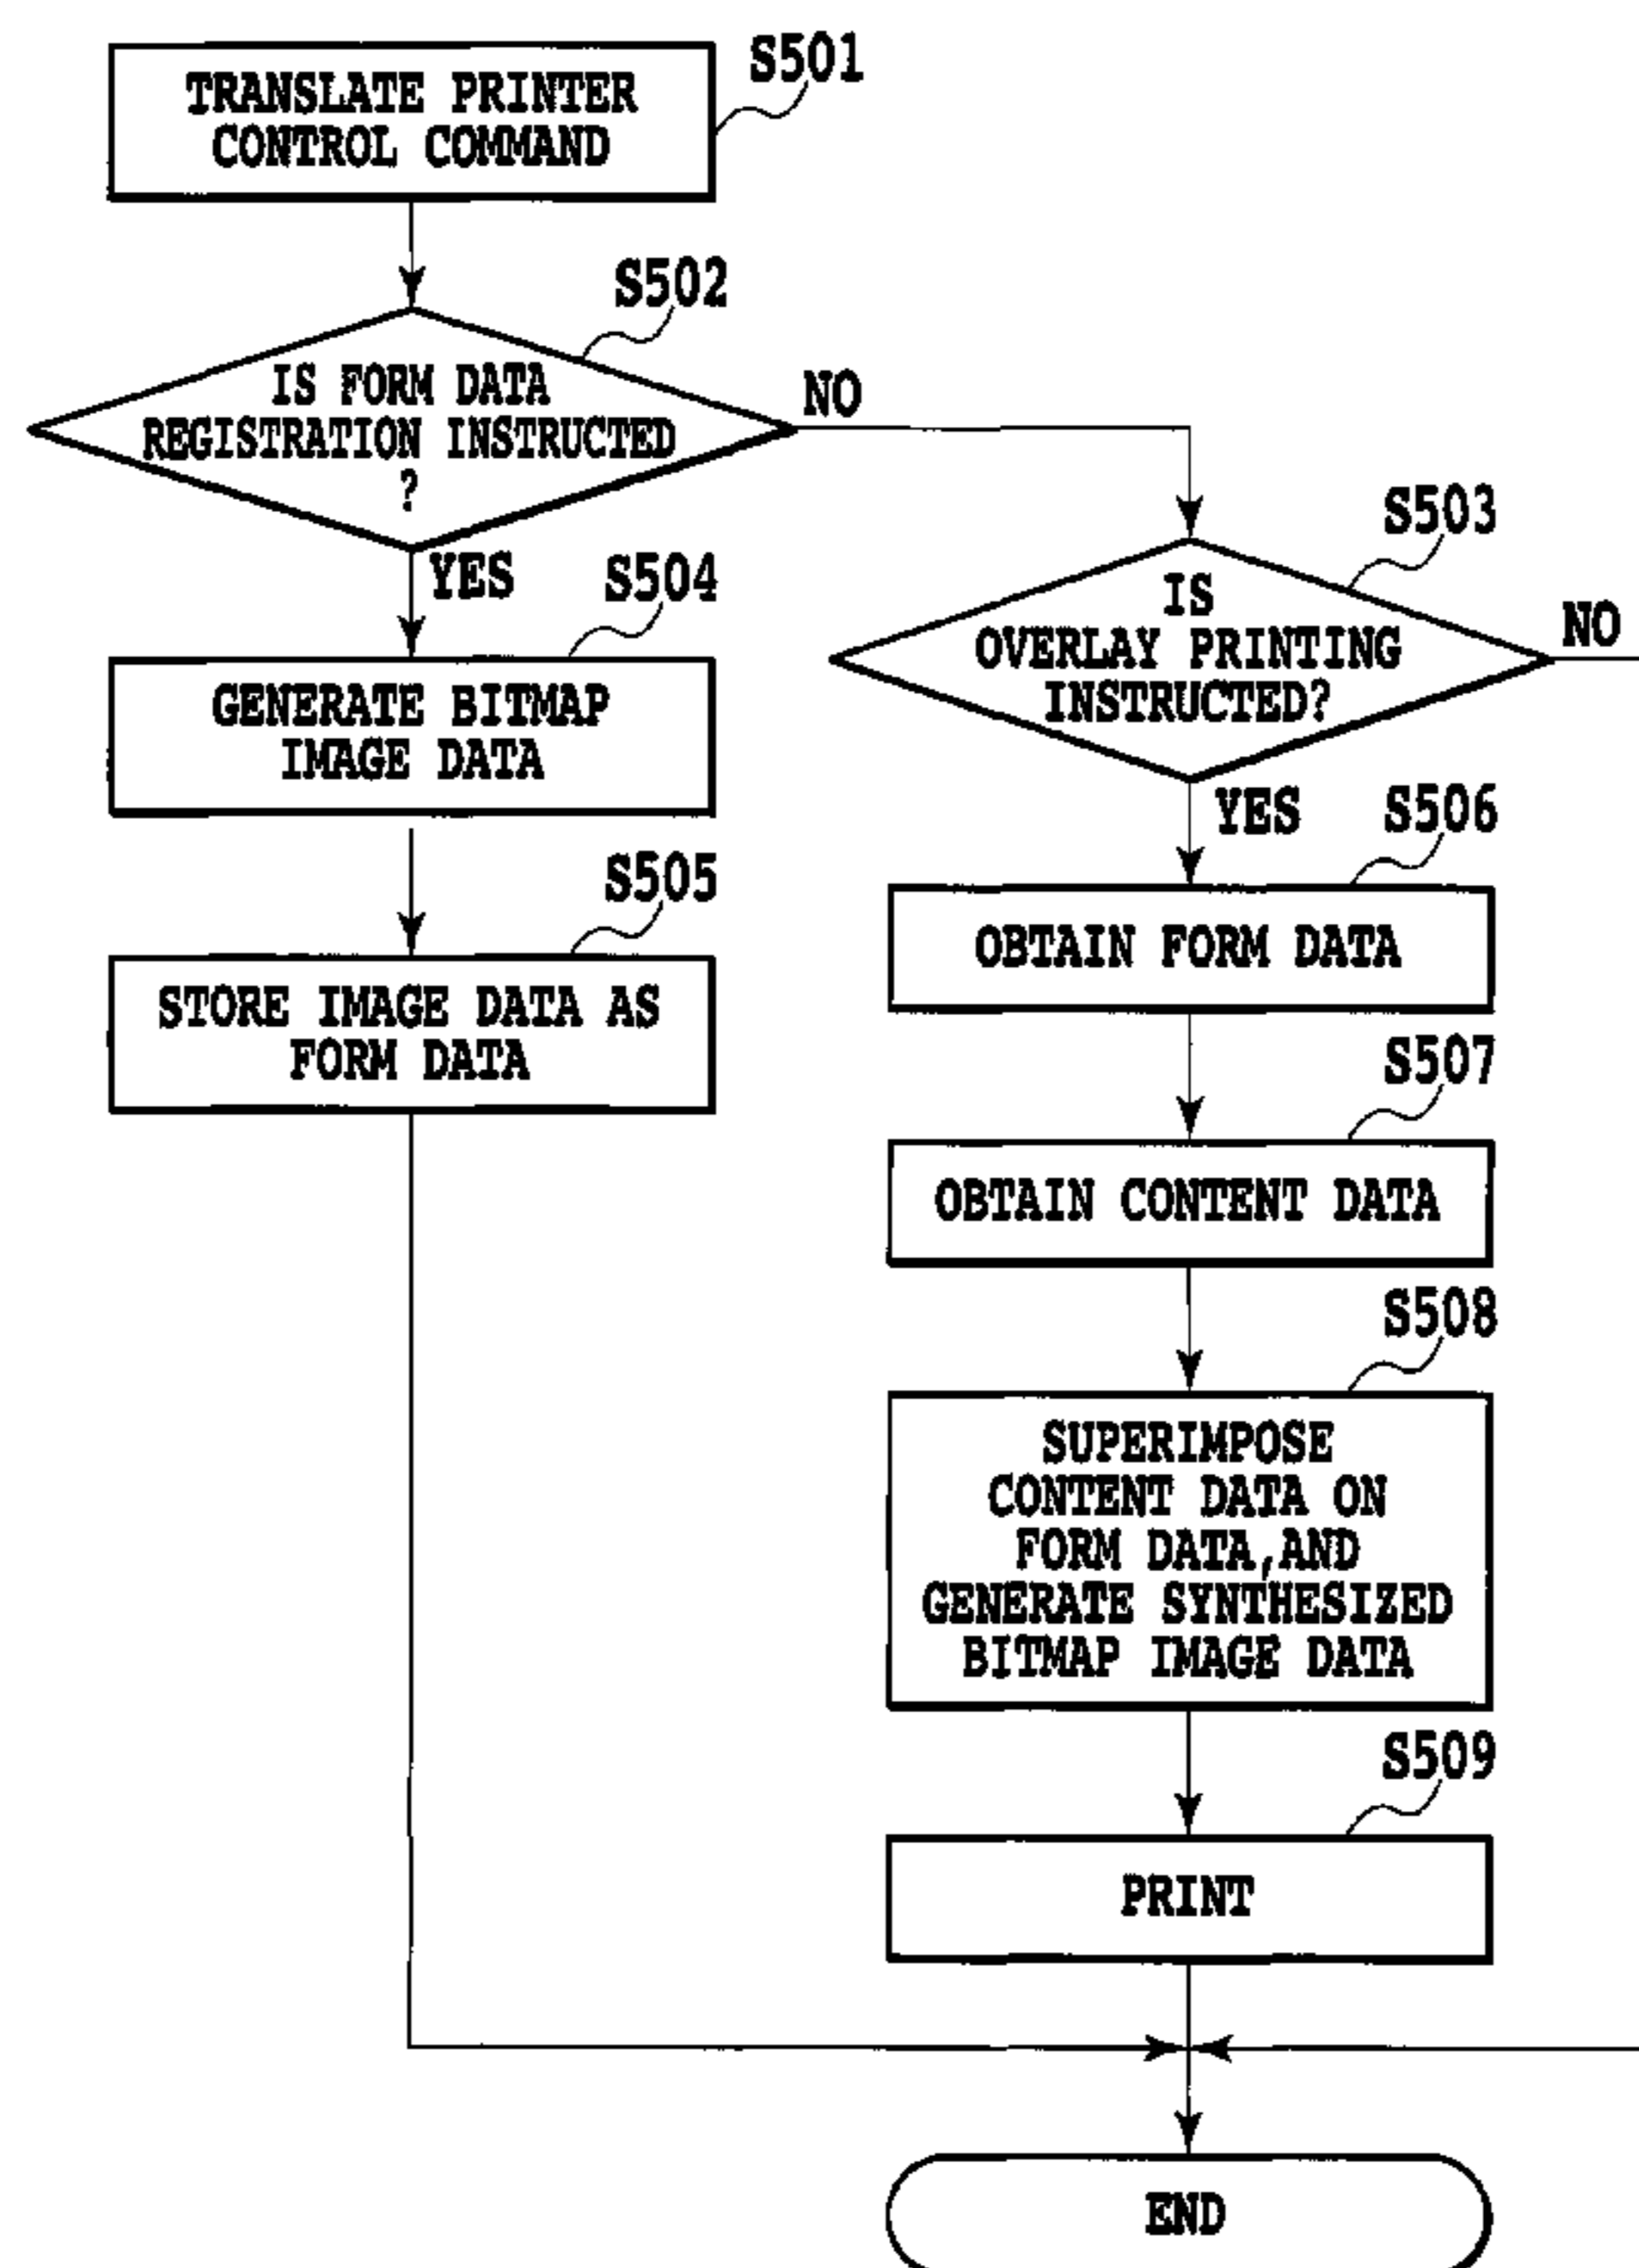 S501
TRANSLATE PRINTER
CONTROL COMMAND
S502
IS FORM DATA
REGISTRATION INSTRUCTED
?
NO
YES
S503
IS
OVERLAY PRINTING
INSTRUCTED?
NO
YES
S504
GENERATE BITMAP
IMAGE DATA
S505
STORE IMAGE DATA AS
FORM DATA
S506
OBTAIN FORM DATA
S507
OBTAIN CONTENT DATA
S508
SUPERIMPOSE
CONTENT DATA ON
FORM DATA,AND
GENERATE SYNTHESIZED
BITMAP IMAGE DATA
S509
PRINT
END